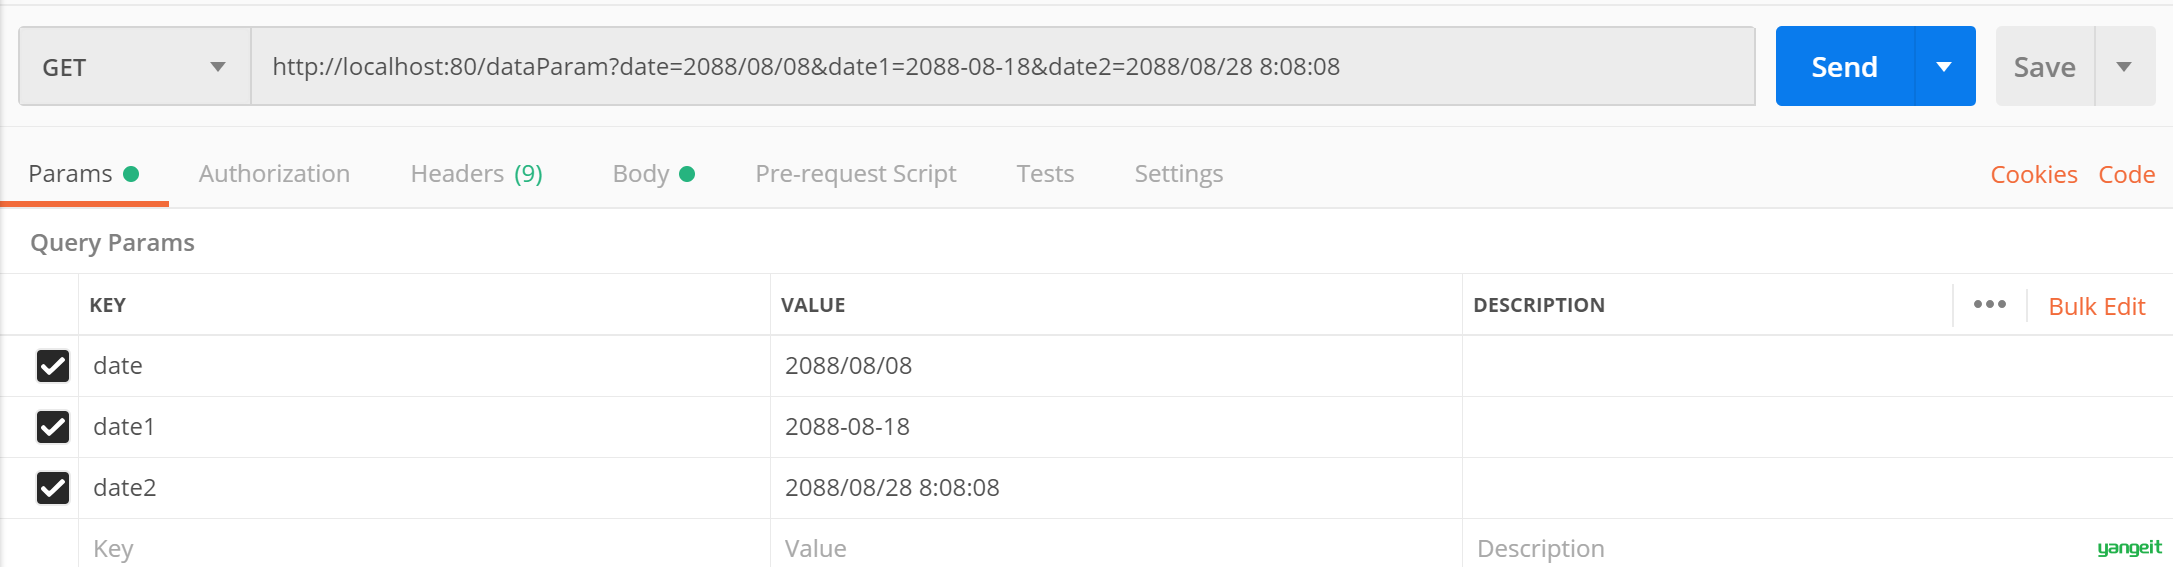 GET http://localhost:80/dataParam?date=2088/08/08&date1=2088-08-18&date2=2088/08/28 8:08:08 Send Save
Params Authorization Headers (9) Body Pre-request Script Tests Settings Cookies Code
Query Params
KEY VALUE DESCRIPTION Bulk Edit
date 2088/08/08
date1 2088-08-18
date2 2088/08/28 8:08:08
Key Value Description
yangeit